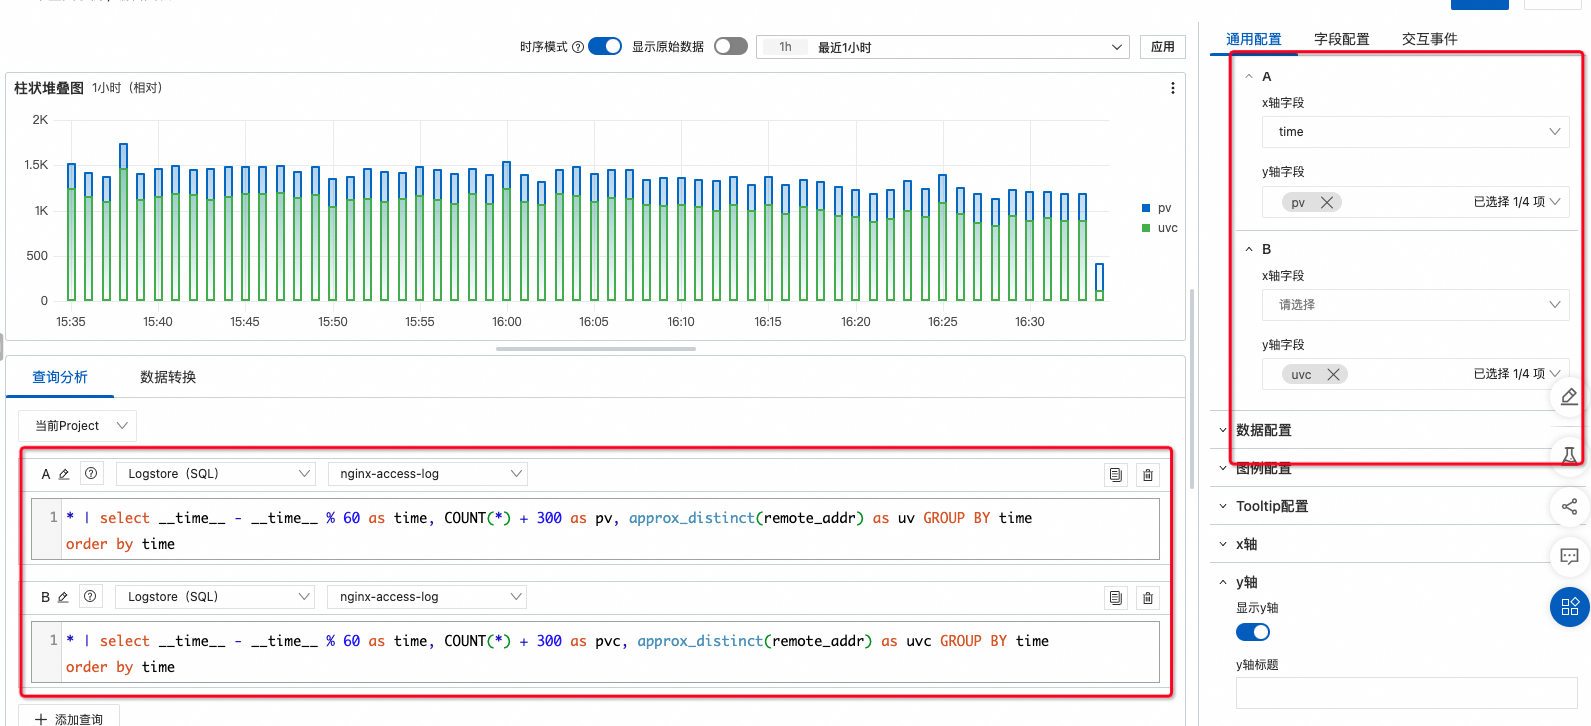 时序模式 显示原始数据 1h 最近1小时 应用
柱状堆叠图 1小时（相对）
2K
1.5K
1K
500
0
15:35 15:40 15:45 15:50 15:55 16:00 16:05 16:10 16:15 16:20 16:25 16:30
pv
uvc
查询分析 数据转换
当前Project
A Logstore（SQL） nginx-access-log
1 * | select __time__ - __time__ % 60 as time, COUNT(*) + 300 as pv, approx_distinct(remote_addr) as uv GROUP BY time
order by time
B Logstore（SQL） nginx-access-log
1 * | select __time__ - __time__ % 60 as time, COUNT(*) + 300 as pvc, approx_distinct(remote_addr) as uvc GROUP BY time
order by time
添加查询
通用配置 字段配置 交互事件
A
x轴字段
time
y轴字段
pv 已选择 1/4 项
B
x轴字段
请选择
y轴字段
uvc 已选择 1/4 项
数据配置
图例配置
Tooltip配置
x轴
y轴
显示y轴
y轴标题